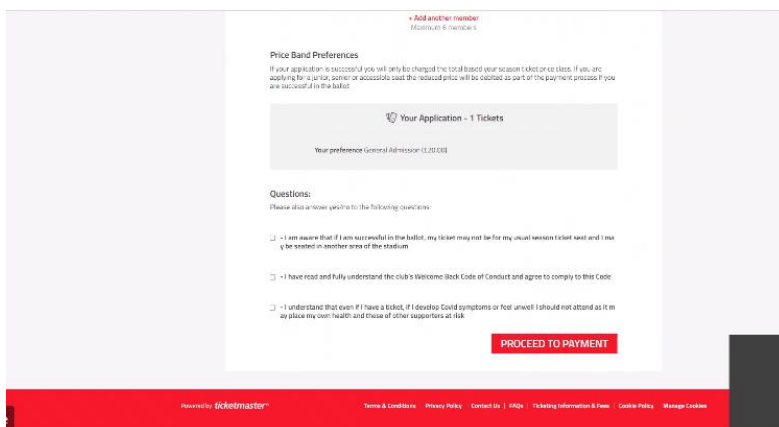 + Add another member
Maximum 6 members
Price Band Preferences
If your application is successful you will only be charged the total based your season ticket price class. If you are
applying for a junior, senior or accessible seat the reduced price will be debited as part of the payment process if you
are successful in the ballot
Your Application - 1 Tickets
Your preference General Admission (£20.00)
Questions:
Please also answer yes/no to the following questions
- I am aware that if I am successful in the ballot, my ticket may not be for my usual season ticket seat and I ma
y be seated in another area of the stadium
- I have read and fully understand the club's Welcome Back Code of Conduct and agree to comply to this Code
- I understand that even if I have a ticket, if I develop Covid symptoms or feel unwell I should not attend as it m
ay place my own health and those of other supporters at risk
PROCEED TO PAYMENT
Powered by ticketmaster
Terms & Conditions | Privacy Policy | Contact Us | FAQs | Ticketing Information & Fees | Cookie Policy Manage Cookies